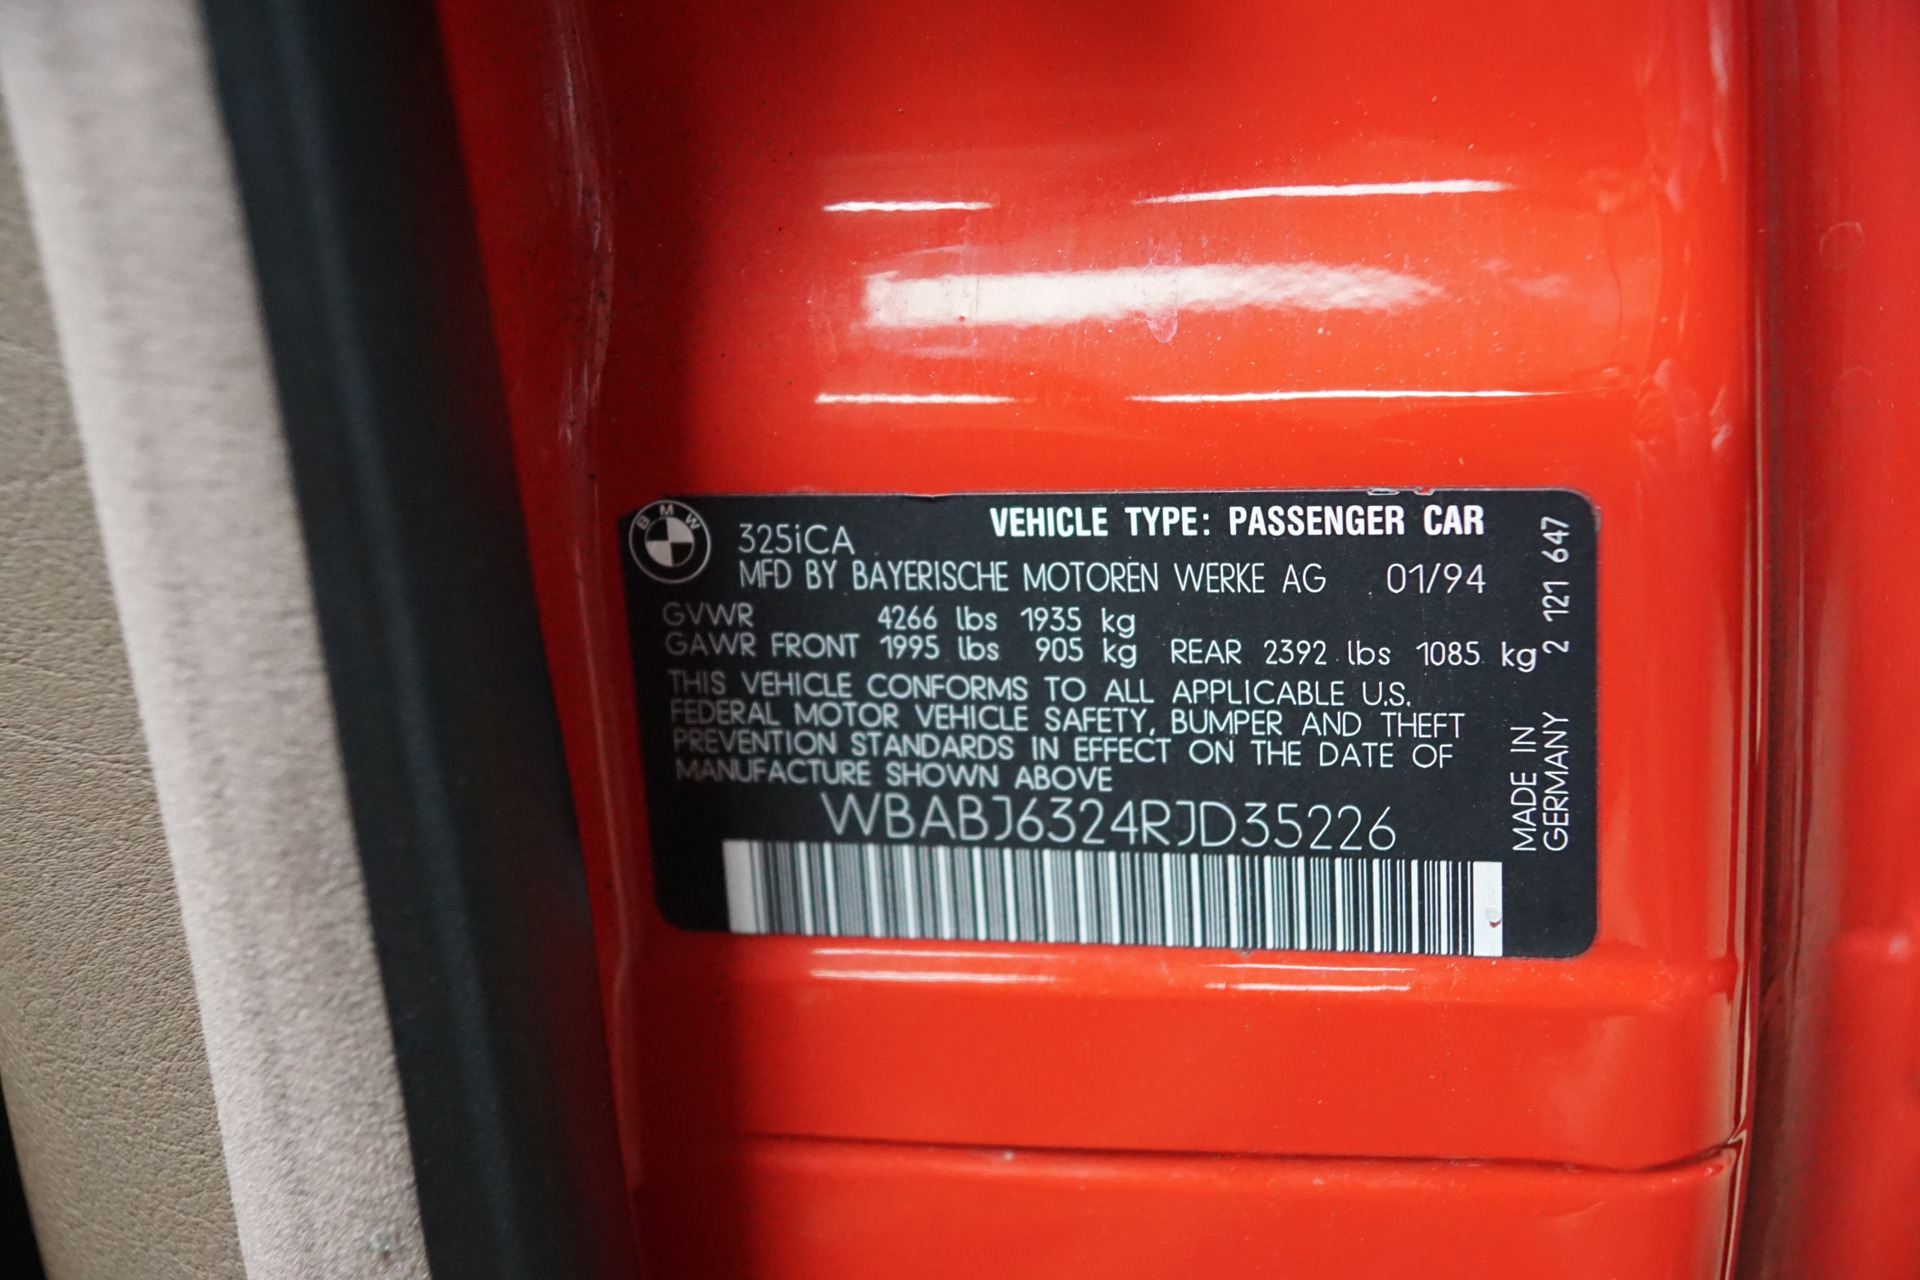 BMW
325iCA
VEHICLE TYPE: PASSENGER CAR
MFD BY BAYERISCHE MOTOREN WERKE AG 01/94
GVWR 4266 lbs 1935 kg
GAWR FRONT 1995 lbs 905 kg REAR 2392 lbs 1085 kg
THIS VEHICLE CONFORMS TO ALL APPLICABLE U.S.
FEDERAL MOTOR VEHICLE SAFETY, BUMPER AND THEFT
PREVENTION STANDARDS IN EFFECT ON THE DATE OF
MANUFACTURE SHOWN ABOVE
WBABJ6324RJD35226
MADE IN
GERMANY
2 121 647